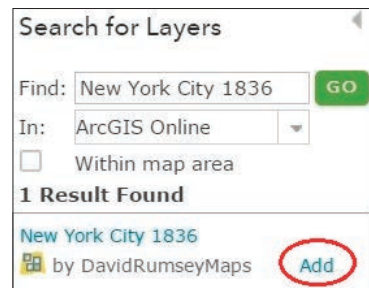 Search for Layers
Find: New York City 1836 GO
In: ArcGIS Online
Within map area
1 Result Found
New York City 1836
by DavidRumseyMaps Add